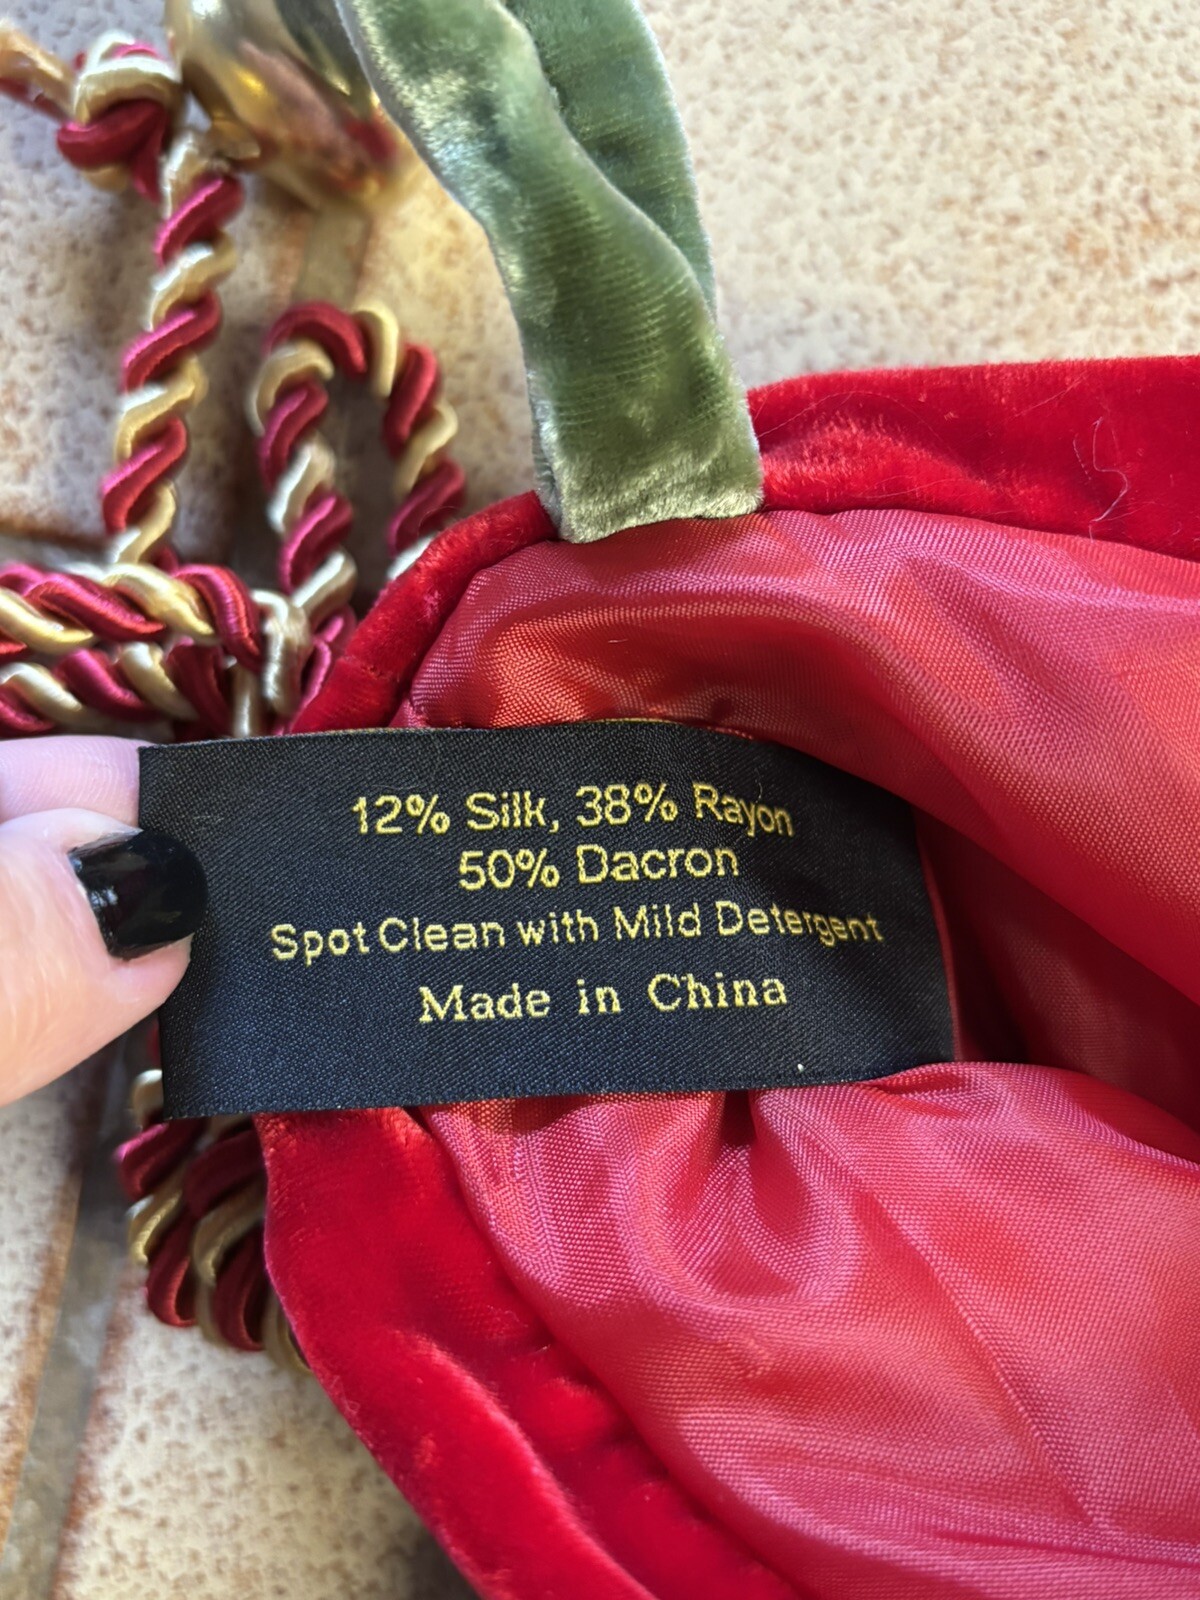 12% Silk, 38% Rayon
50% Dacron
Spot Clean with Mild Detergent
Made in China